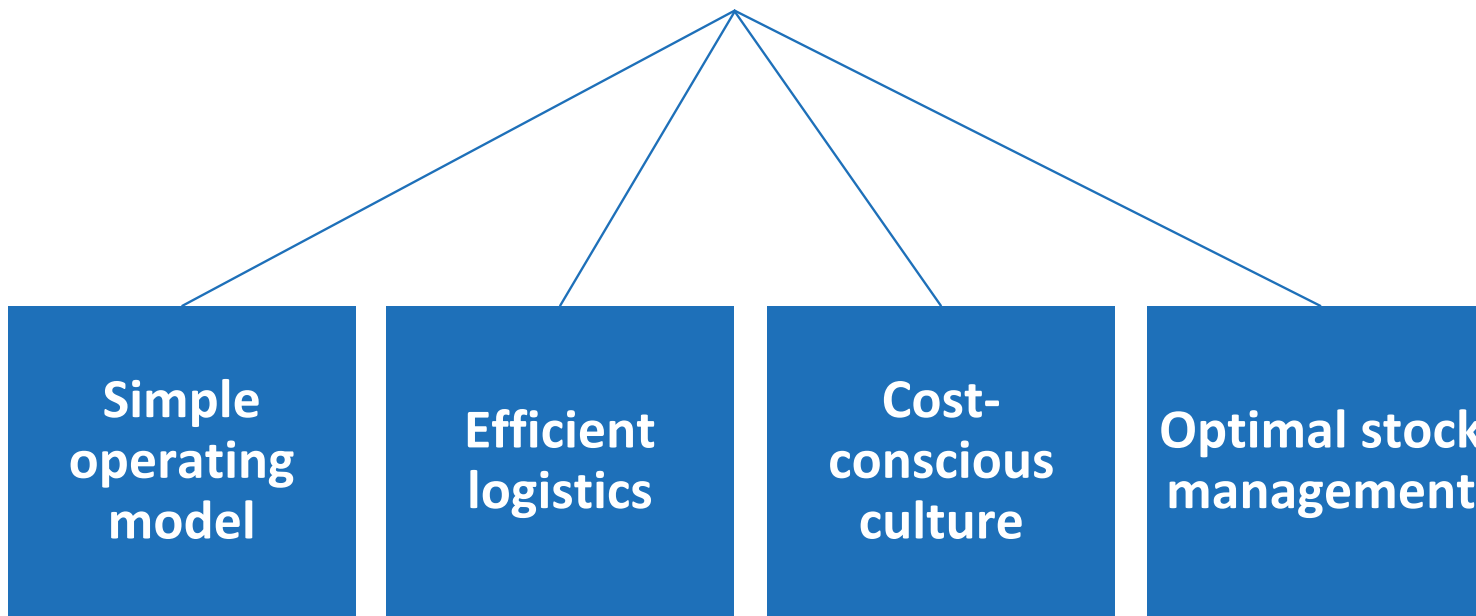 Simple
operating
model
Efficient
logistics
Cost-
conscious
culture
Optimal stock
management